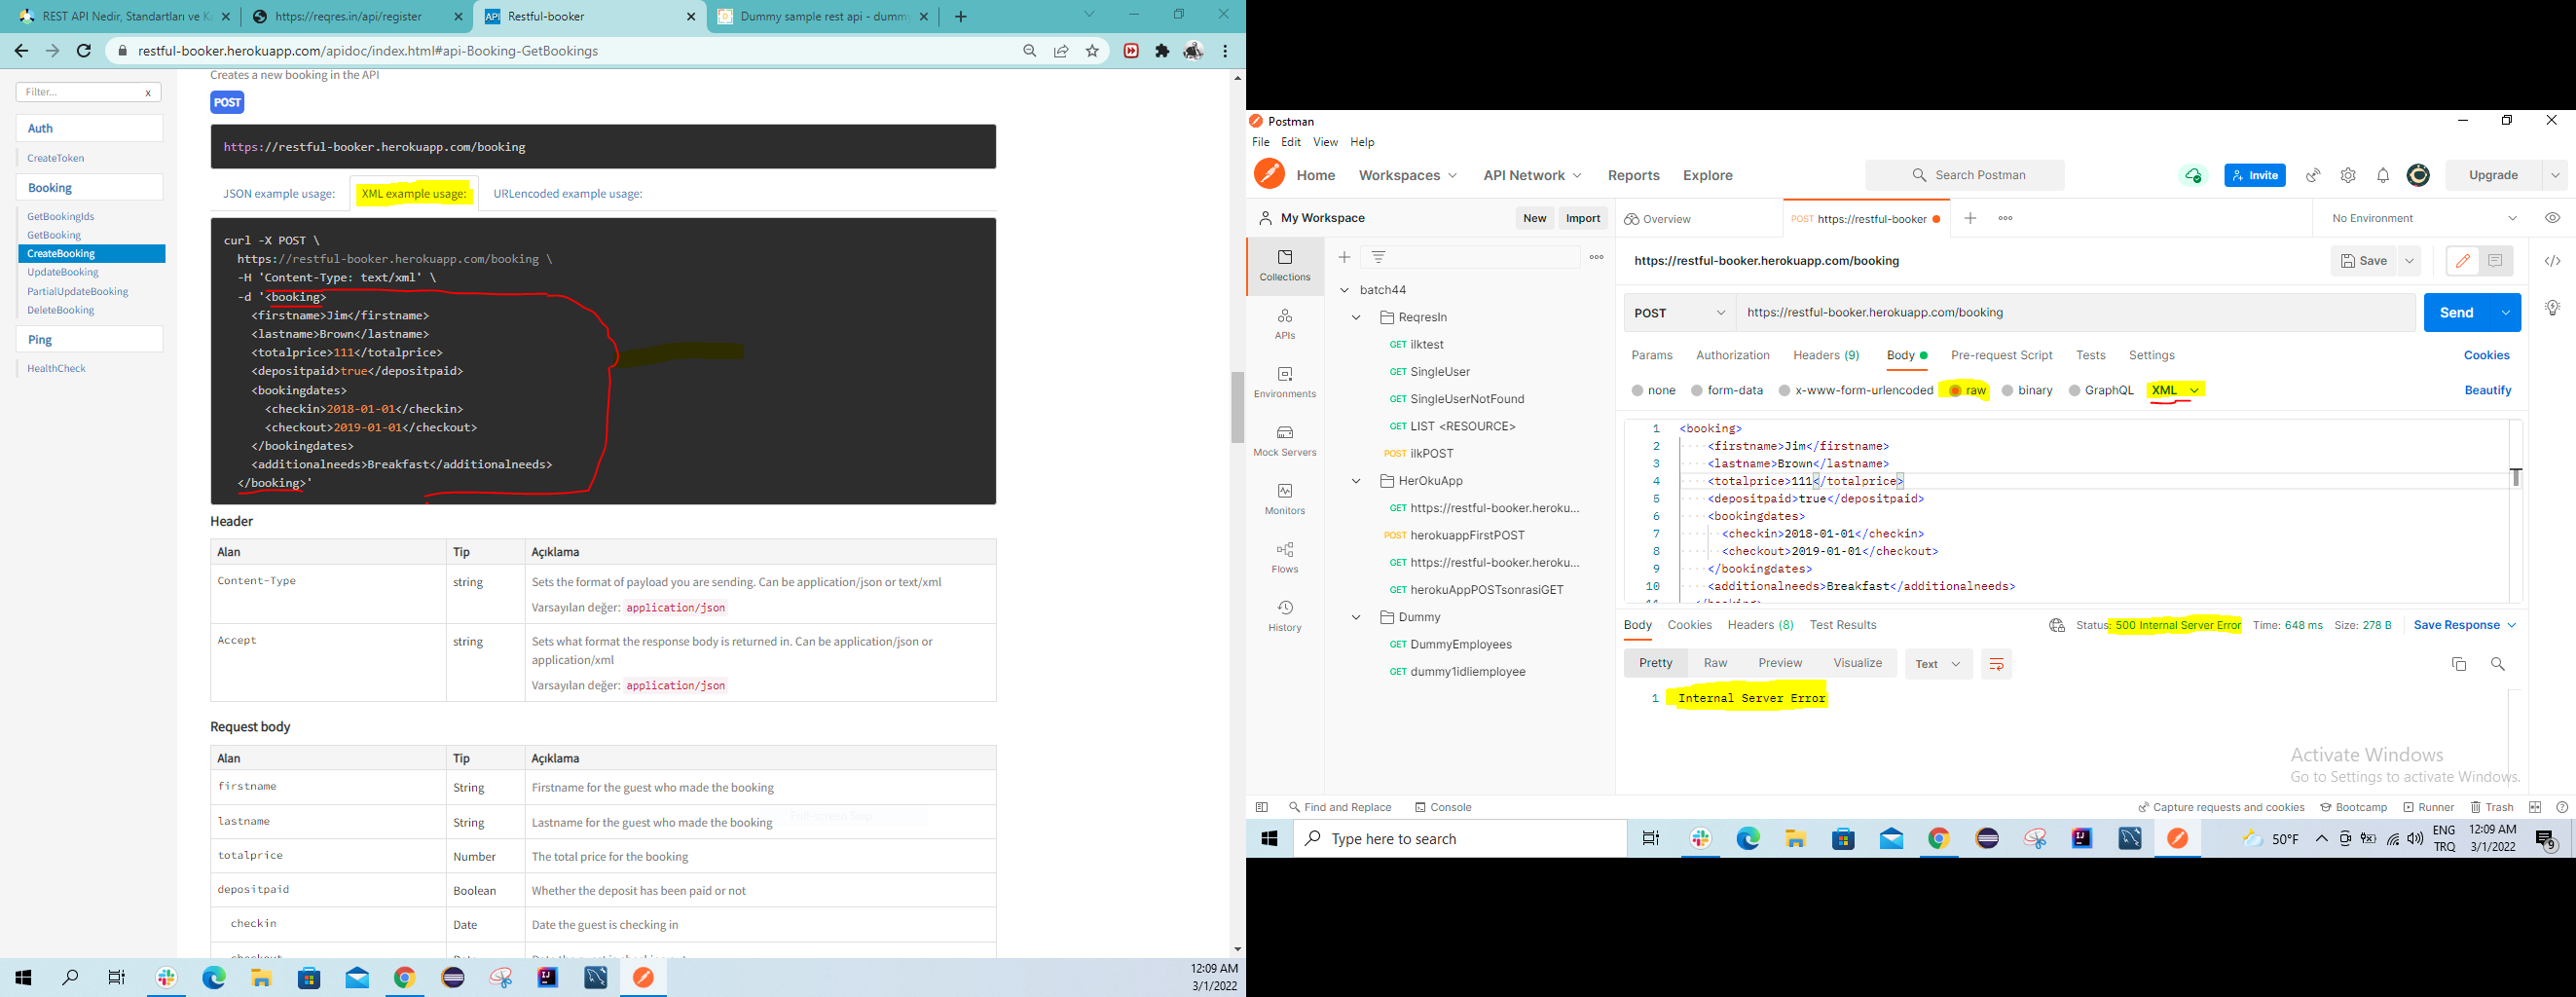 REST API Nedir, Standartları ve K
https://reqres.in/api/register
Restful-booker
Dummy sample rest api - dummy
restful-booker.herokuapp.com/apidoc/index.html#api-Booking-GetBookings
Filter...
x
Auth
CreateToken
Booking
GetBookingIds
GetBooking
CreateBooking
UpdateBooking
PartialUpdateBooking
DeleteBooking
Ping
HealthCheck
Creates a new booking in the API
POST
https://restful-booker.herokuapp.com/booking
JSON example usage: XML example usage: URLencoded example usage:
curl -X POST \
https://restful-booker.herokuapp.com/booking \
-H 'Content-Type: text/xml' \
-d '<booking>
<firstname>Jim</firstname>
<lastname>Brown</lastname>
<totalprice>111</totalprice>
<depositpaid>true</depositpaid>
<bookingdates>
<checkin>2018-01-01</checkin>
<checkout>2019-01-01</checkout>
</bookingdates>
<additionalneeds>Breakfast</additionalneeds>
</booking>'
Header
Alan Tip Açıklama
Content-Type string Sets the format of payload you are sending. Can be application/json or text/xml
Varsayılan değer: application/json
Accept string Sets what format the response body is returned in. Can be application/json or
application/xml
Varsayılan değer: application/json
Request body
Alan Tip Açıklama
firstname String Firstname for the guest who made the booking
lastname String Lastname for the guest who made the booking
totalprice Number The total price for the booking
depositpaid Boolean Whether the deposit has been paid or not
checkin Date Date the guest is checking in
12:09 AM
3/1/2022
Postman
File Edit View Help
Home Workspaces API Network Reports Explore
Search Postman
Invite
Upgrade
My Workspace
New Import
Overview
POST https://restful-booker
No Environment
Collections
APIs
Environments
Mock Servers
Monitors
Flows
History
batch44
ReqresIn
GET ilktest
GET SingleUser
GET SingleUserNotFound
GET LIST <RESOURCE>
POST ilkPOST
HerOkuApp
GET https://restful-booker.heroku...
POST herokuappFirstPOST
GET https://restful-booker.heroku...
GET herokuAppPOSTsonrasiGET
Dummy
GET DummyEmployees
GET dummy1idliemployee
https://restful-booker.herokuapp.com/booking
Save
POST https://restful-booker.herokuapp.com/booking
Send
Params Authorization Headers (9) Body Pre-request Script Tests Settings
Cookies
none form-data x-www-form-urlencoded raw binary GraphQL XML
Beautify
1 <booking>
2 <firstname>Jim</firstname>
3 <lastname>Brown</lastname>
4 <totalprice>111</totalprice>
5 <depositpaid>true</depositpaid>
6 <bookingdates>
7 <checkin>2018-01-01</checkin>
8 <checkout>2019-01-01</checkout>
9 </bookingdates>
10 <additionalneeds>Breakfast</additionalneeds>
Body Cookies Headers (8) Test Results
Status: 500 Internal Server Error Time: 648 ms Size: 278 B Save Response
Pretty Raw Preview Visualize Text
1 Internal Server Error
Activate Windows
Go to Settings to activate Windows.
Find and Replace Console
Capture requests and cookies Bootcamp Runner Trash
Type here to search
50°F
ENG
TRQ
12:09 AM
3/1/2022
9